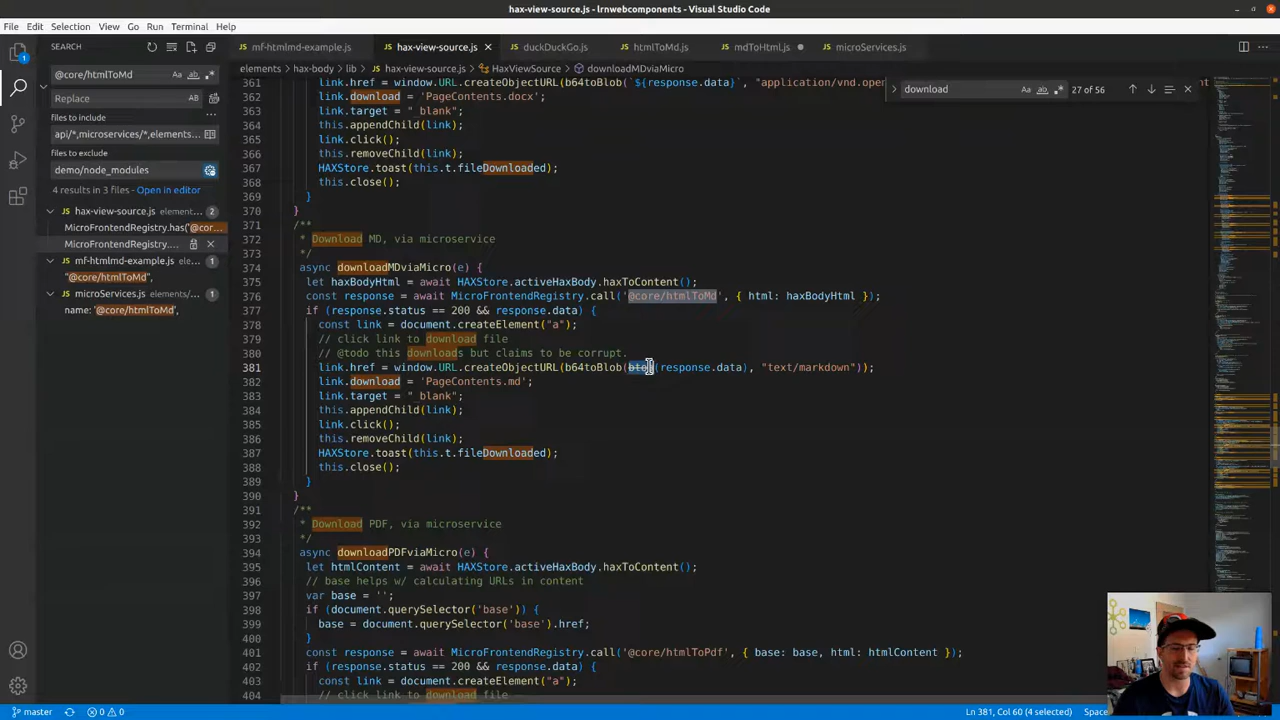 hax-view-source.js - lrnwebcomponents - Visual Studio Code
File Edit Selection View Go Run Terminal Help
SEARCH
mf-htmlmd-example.js hax-view-source.js duckDuckGo.js htmlToMd.js mdToHtml.js microServices.js
@core/htmlToMd
Replace
files to include
api/*,microservices/*,elements...
files to exclude
demo/node_modules
4 results in 3 files - Open in editor
hax-view-source.js element... 2
MicroFrontendRegistry.has("@cor...
MicroFrontendRegistry....
mf-htmlmd-example.js elem... 1
"@core/htmlToMd",
microServices.js elements/... 1
name: '@core/htmlToMd',
elements > hax-body > lib > hax-view-source.js > HaxViewSource > downloadMDviaMicro
download
27 of 56
361 link.href = window.URL.createObjectURL(b64toBlob(`${response.data}`, "application/vnd.open
362 link.download = 'PageContents.docx';
363 link.target = "_blank";
364 this.appendChild(link);
365 link.click();
366 this.removeChild(link);
367 HAXStore.toast(this.t.fileDownloaded);
368 this.close();
369 }
370 }
371 /**
372 * Download MD, via microservice
373 */
374 async downloadMDviaMicro(e) {
375 let haxBodyHtml = await HAXStore.activeHaxBody.haxToContent();
376 const response = await MicroFrontendRegistry.call('@core/htmlToMd', { html: haxBodyHtml });
377 if (response.status == 200 && response.data) {
378 const link = document.createElement("a");
379 // click link to download file
380 // @todo this downloads but claims to be corrupt.
381 link.href = window.URL.createObjectURL(b64toBlob(btoa(response.data), "text/markdown"));
382 link.download = 'PageContents.md';
383 link.target = "_blank";
384 this.appendChild(link);
385 link.click();
386 this.removeChild(link);
387 HAXStore.toast(this.t.fileDownloaded);
388 this.close();
389 }
390 }
391 /**
392 * Download PDF, via microservice
393 */
394 async downloadPDFviaMicro(e) {
395 let htmlContent = await HAXStore.activeHaxBody.haxToContent();
396 // base helps w/ calculating URLs in content
397 var base = '';
398 if (document.querySelector('base')) {
399 base = document.querySelector('base').href;
400 }
401 const response = await MicroFrontendRegistry.call('@core/htmlToPdf', { base: base, html: htmlContent });
402 if (response.status == 200 && response.data) {
403 const link = document.createElement("a");
404 // click link to download file
master 0 0
Ln 381, Col 60 (4 selected) Spaces